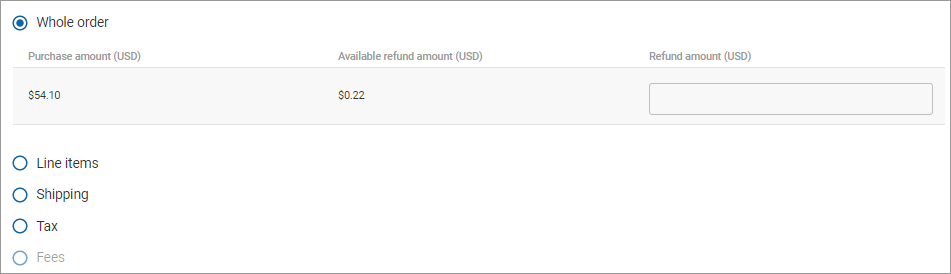 Whole order
Purchase amount (USD) Available refund amount (USD) Refund amount (USD)
$54.10 $0.22
Line items
Shipping
Tax
Fees